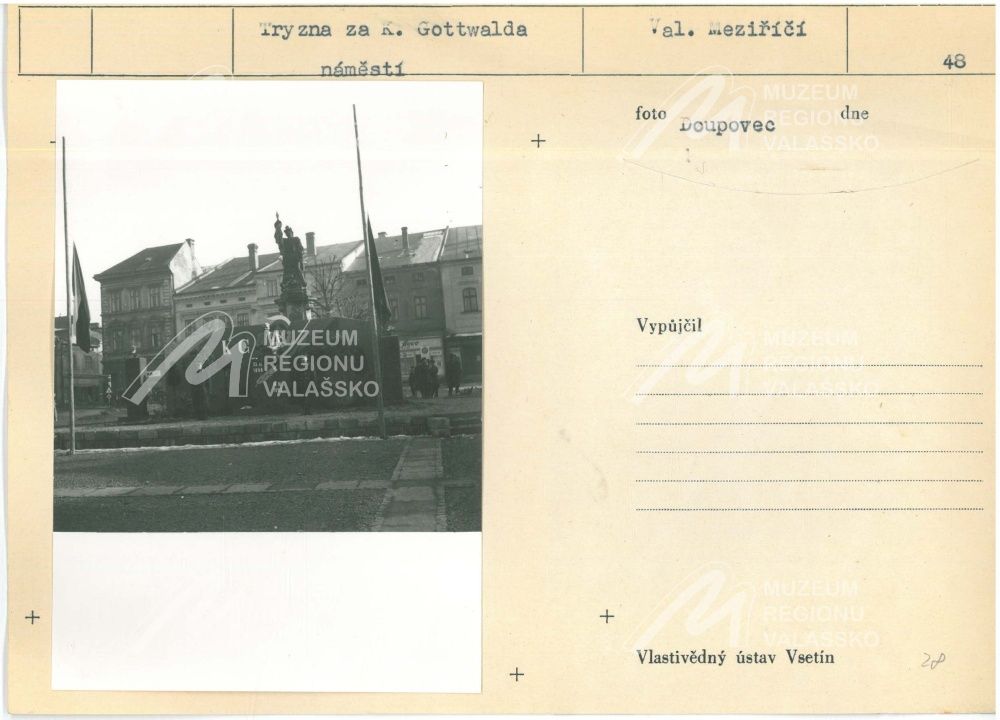 Tryzna za K. Gottwalda
náměstí
Val. Meziříčí
48
foto Doupovec dne
MUZEUM
REGIONU
VALAŠSKO
K G
MUZEUM
REGIONU
VALAŠSKO
Vypůjčil
MUZEUM
REGIONU
VALAŠSKO
MUZEUM
REGIONU
VALAŠSKO
Vlastivědný ústav Vsetín
28